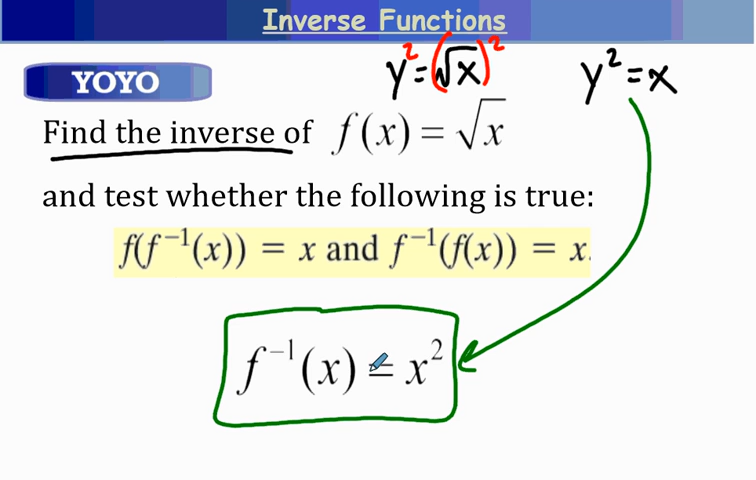 Inverse Functions
y² = (√x)²
y² = x
YOYO
Find the inverse of f(x) = √x
and test whether the following is true:
f(f⁻¹(x)) = x and f⁻¹(f(x)) = x.
f⁻¹(x) = x²